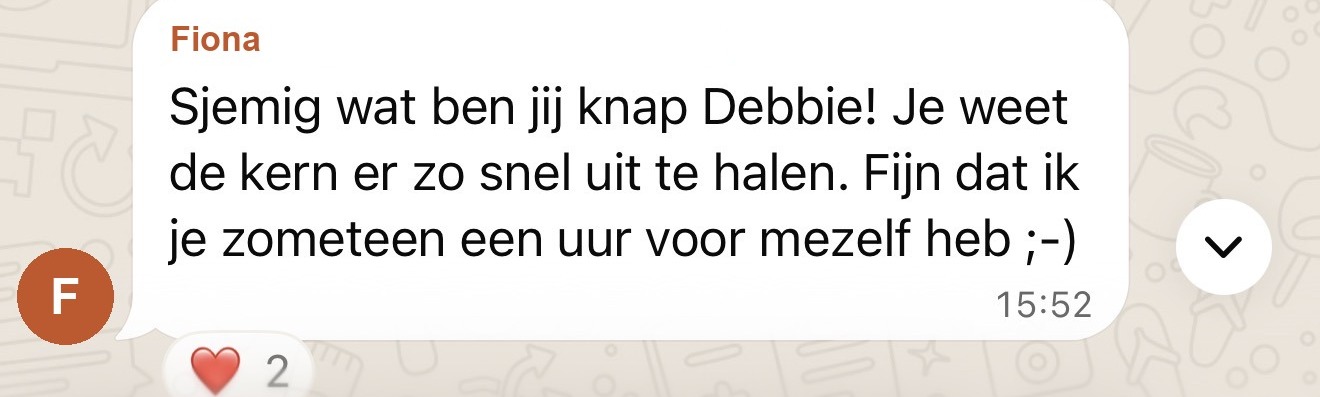 Fiona
Sjemig wat ben jij knap Debbie! Je weet
de kern er zo snel uit te halen. Fijn dat ik
je zometeen een uur voor mezelf heb ;-)
15:52
F
❤️ 2